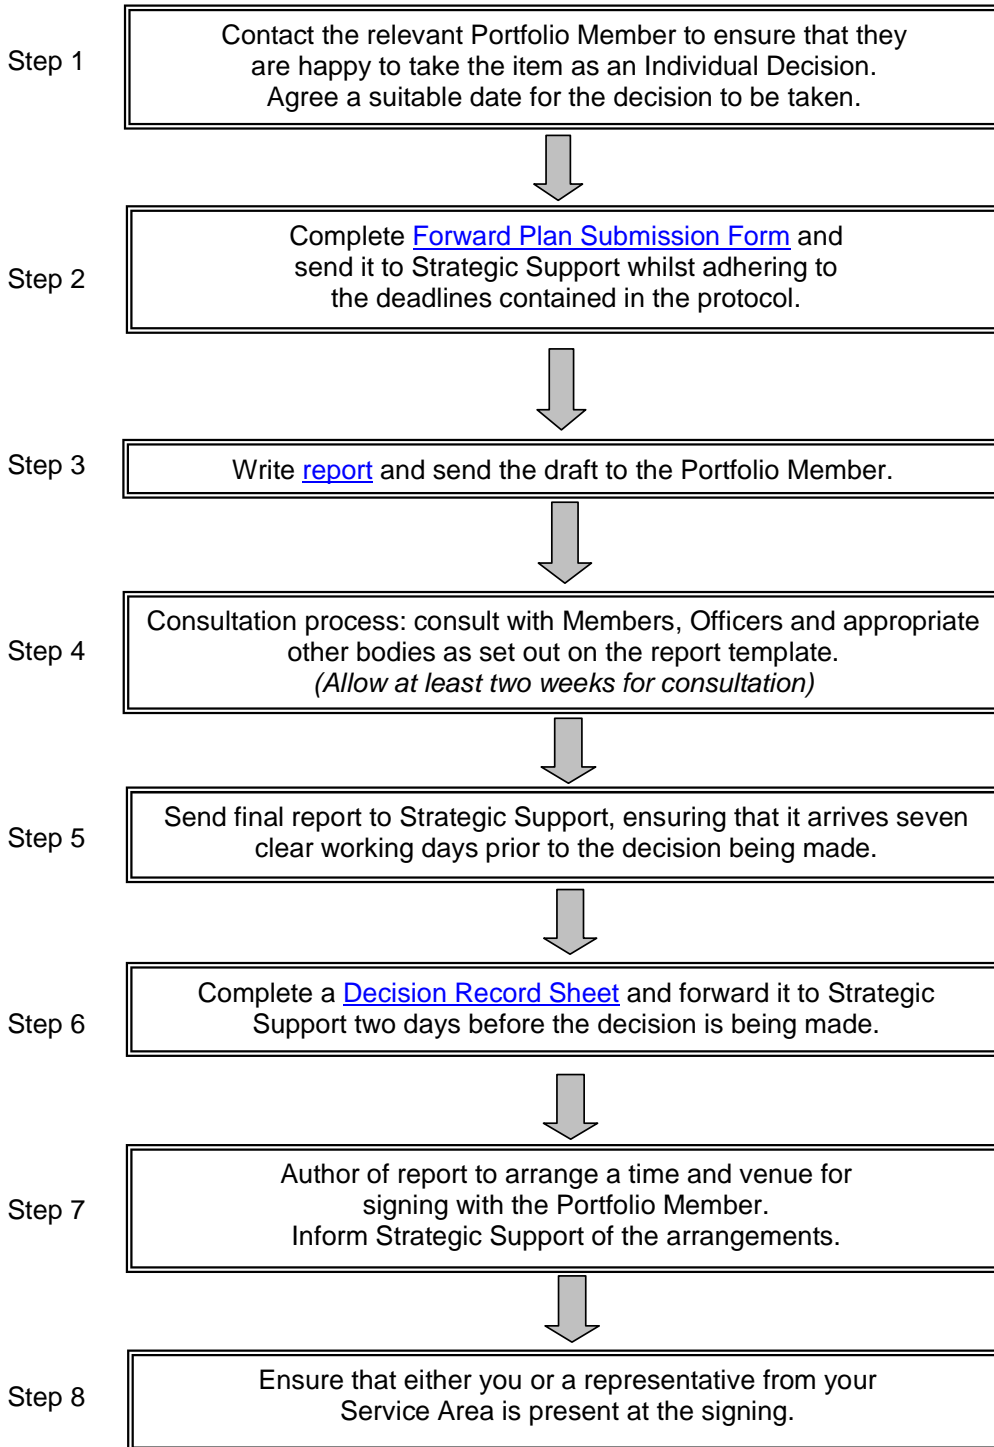 Step 1
Contact the relevant Portfolio Member to ensure that they
are happy to take the item as an Individual Decision.
Agree a suitable date for the decision to be taken.
Step 2
Complete Forward Plan Submission Form and
send it to Strategic Support whilst adhering to
the deadlines contained in the protocol.
Step 3
Write report and send the draft to the Portfolio Member.
Step 4
Consultation process: consult with Members, Officers and appropriate
other bodies as set out on the report template.
(Allow at least two weeks for consultation)
Step 5
Send final report to Strategic Support, ensuring that it arrives seven
clear working days prior to the decision being made.
Step 6
Complete a Decision Record Sheet and forward it to Strategic
Support two days before the decision is being made.
Step 7
Author of report to arrange a time and venue for
signing with the Portfolio Member.
Inform Strategic Support of the arrangements.
Step 8
Ensure that either you or a representative from your
Service Area is present at the signing.